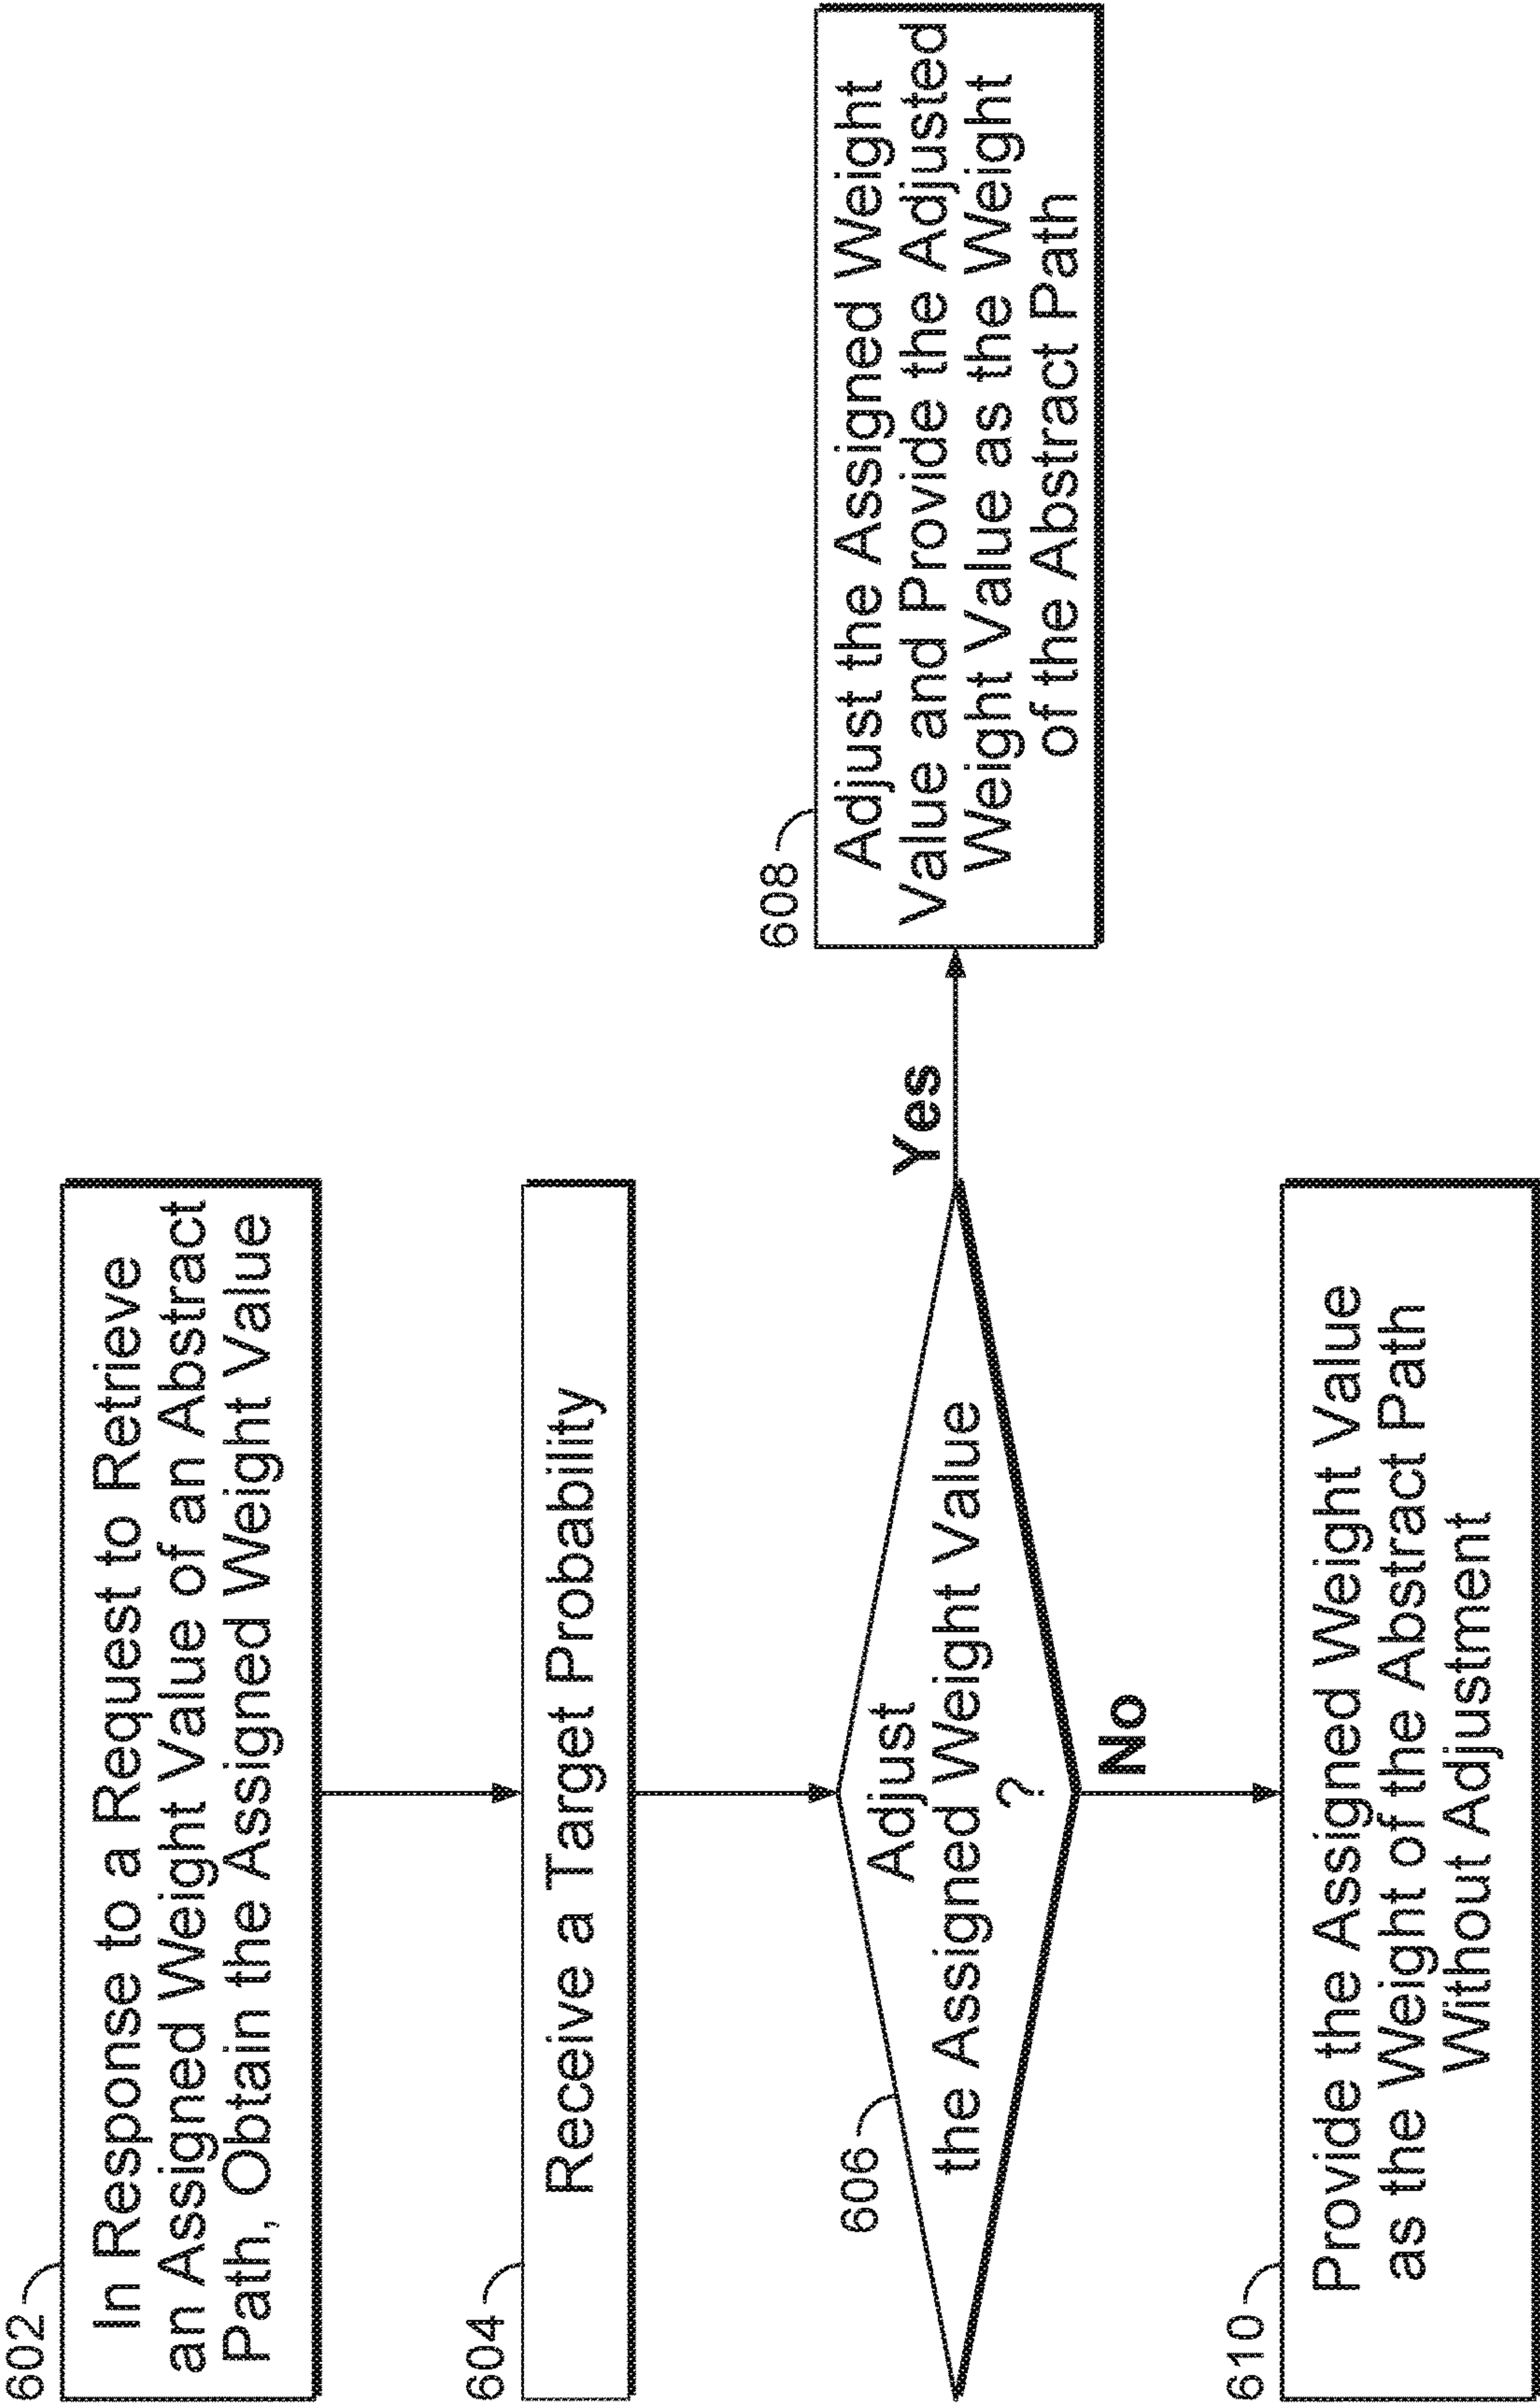 602
In Response to a Request to Retrieve
an Assigned Weight Value of an Abstract
Path, Obtain the Assigned Weight Value
604
Receive a Target Probability
606
Adjust
the Assigned Weight Value
?
Yes
608
Adjust the Assigned Weight
Value and Provide the Adjusted
Weight Value as the Weight
of the Abstract Path
No
610
Provide the Assigned Weight Value
as the Weight of the Abstract Path
Without Adjustment